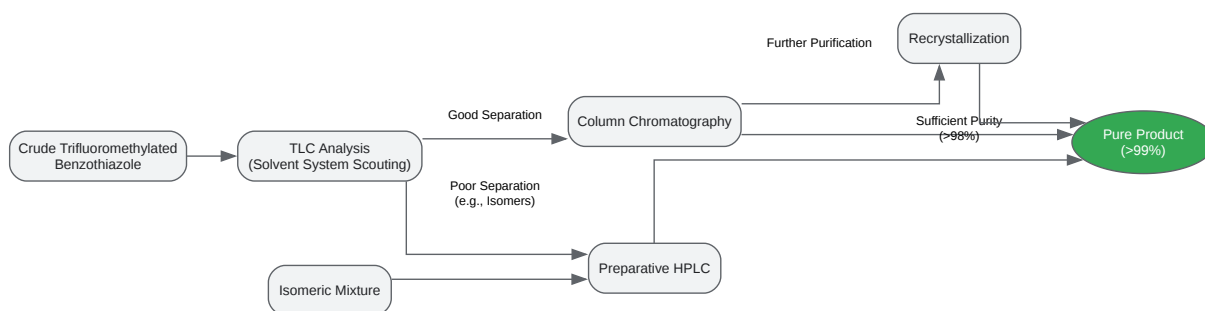 Crude Trifluoromethylated
Benzothiazole
TLC Analysis
(Solvent System Scouting)
Good Separation
Poor Separation
(e.g., Isomers)
Isomeric Mixture
Column Chromatography
Preparative HPLC
Further Purification
Recrystallization
Sufficient Purity
(>98%)
Pure Product
(>99%)